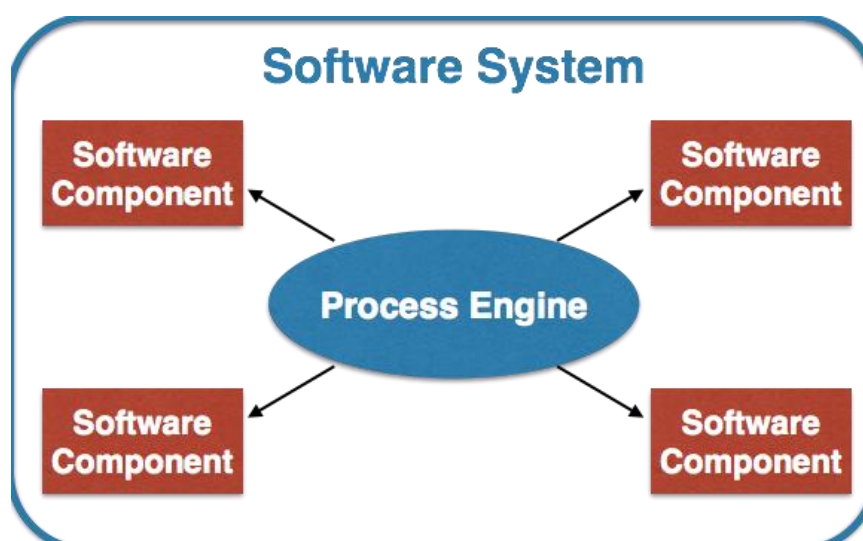 Software System
Software
Component
Software
Component
Process Engine
Software
Component
Software
Component